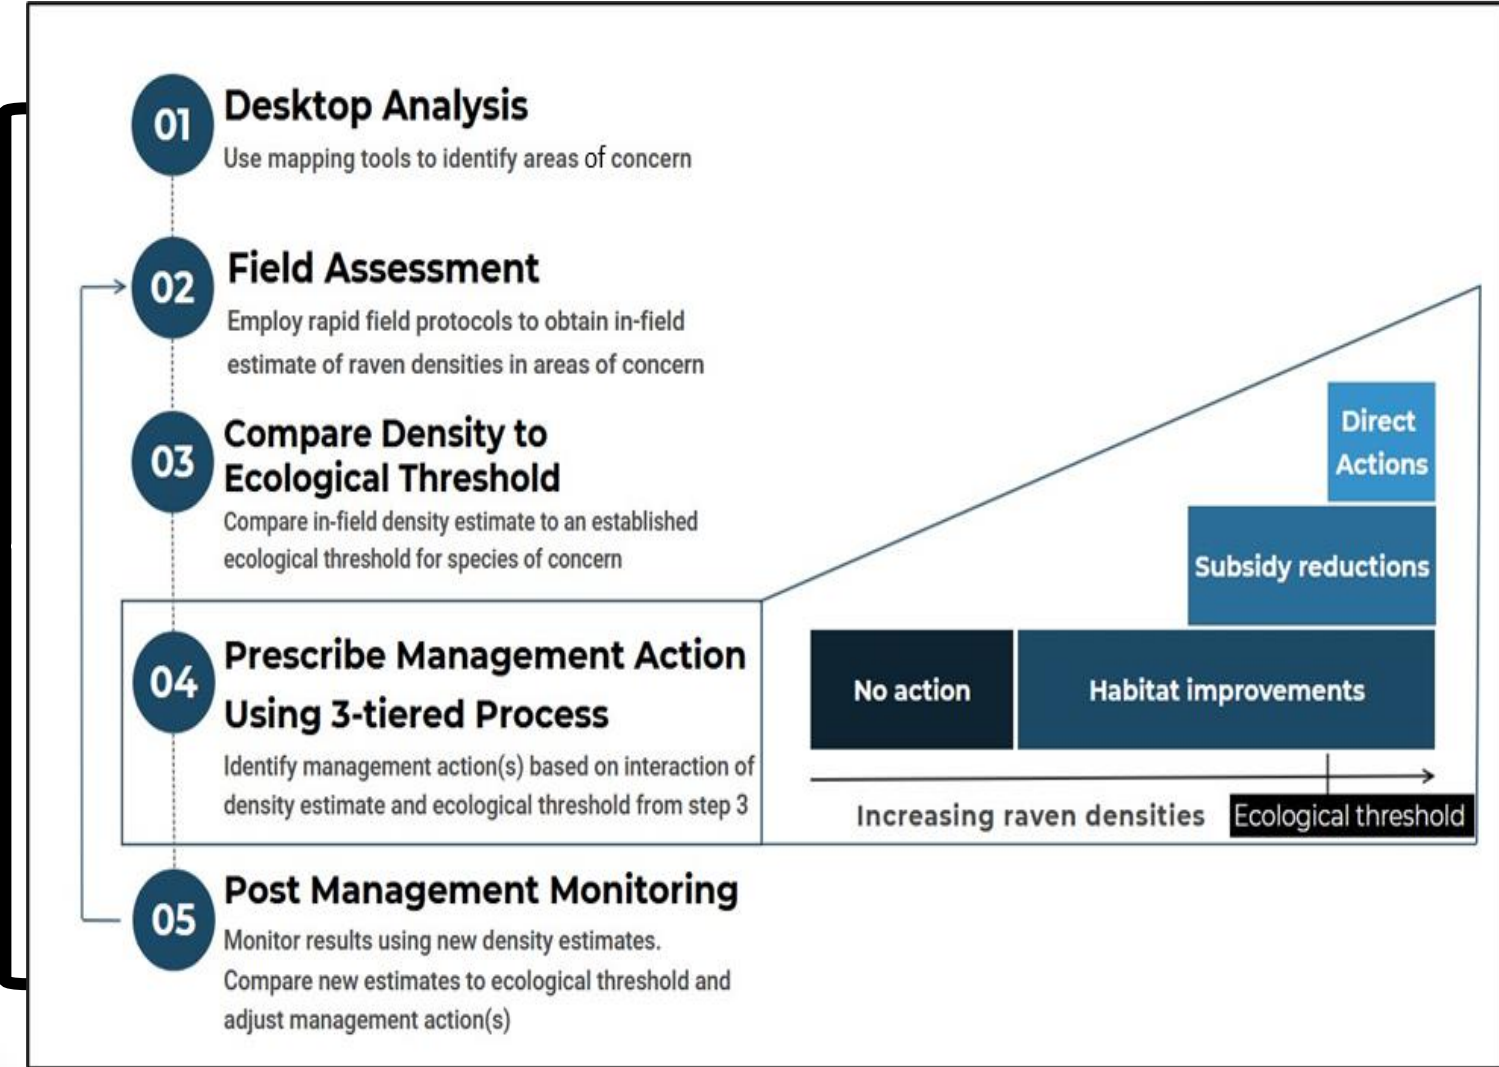 01
Desktop Analysis
Use mapping tools to identify areas of concern
02
Field Assessment
Employ rapid field protocols to obtain in-field
estimate of raven densities in areas of concern
03
Compare Density to
Ecological Threshold
Compare in-field density estimate to an established
ecological threshold for species of concern
04
Prescribe Management Action
Using 3-tiered Process
Identify management action(s) based on interaction of
density estimate and ecological threshold from step 3
Direct
Actions
Subsidy reductions
No action
Habitat improvements
Increasing raven densities
Ecological threshold
05
Post Management Monitoring
Monitor results using new density estimates.
Compare new estimates to ecological threshold and
adjust management action(s)